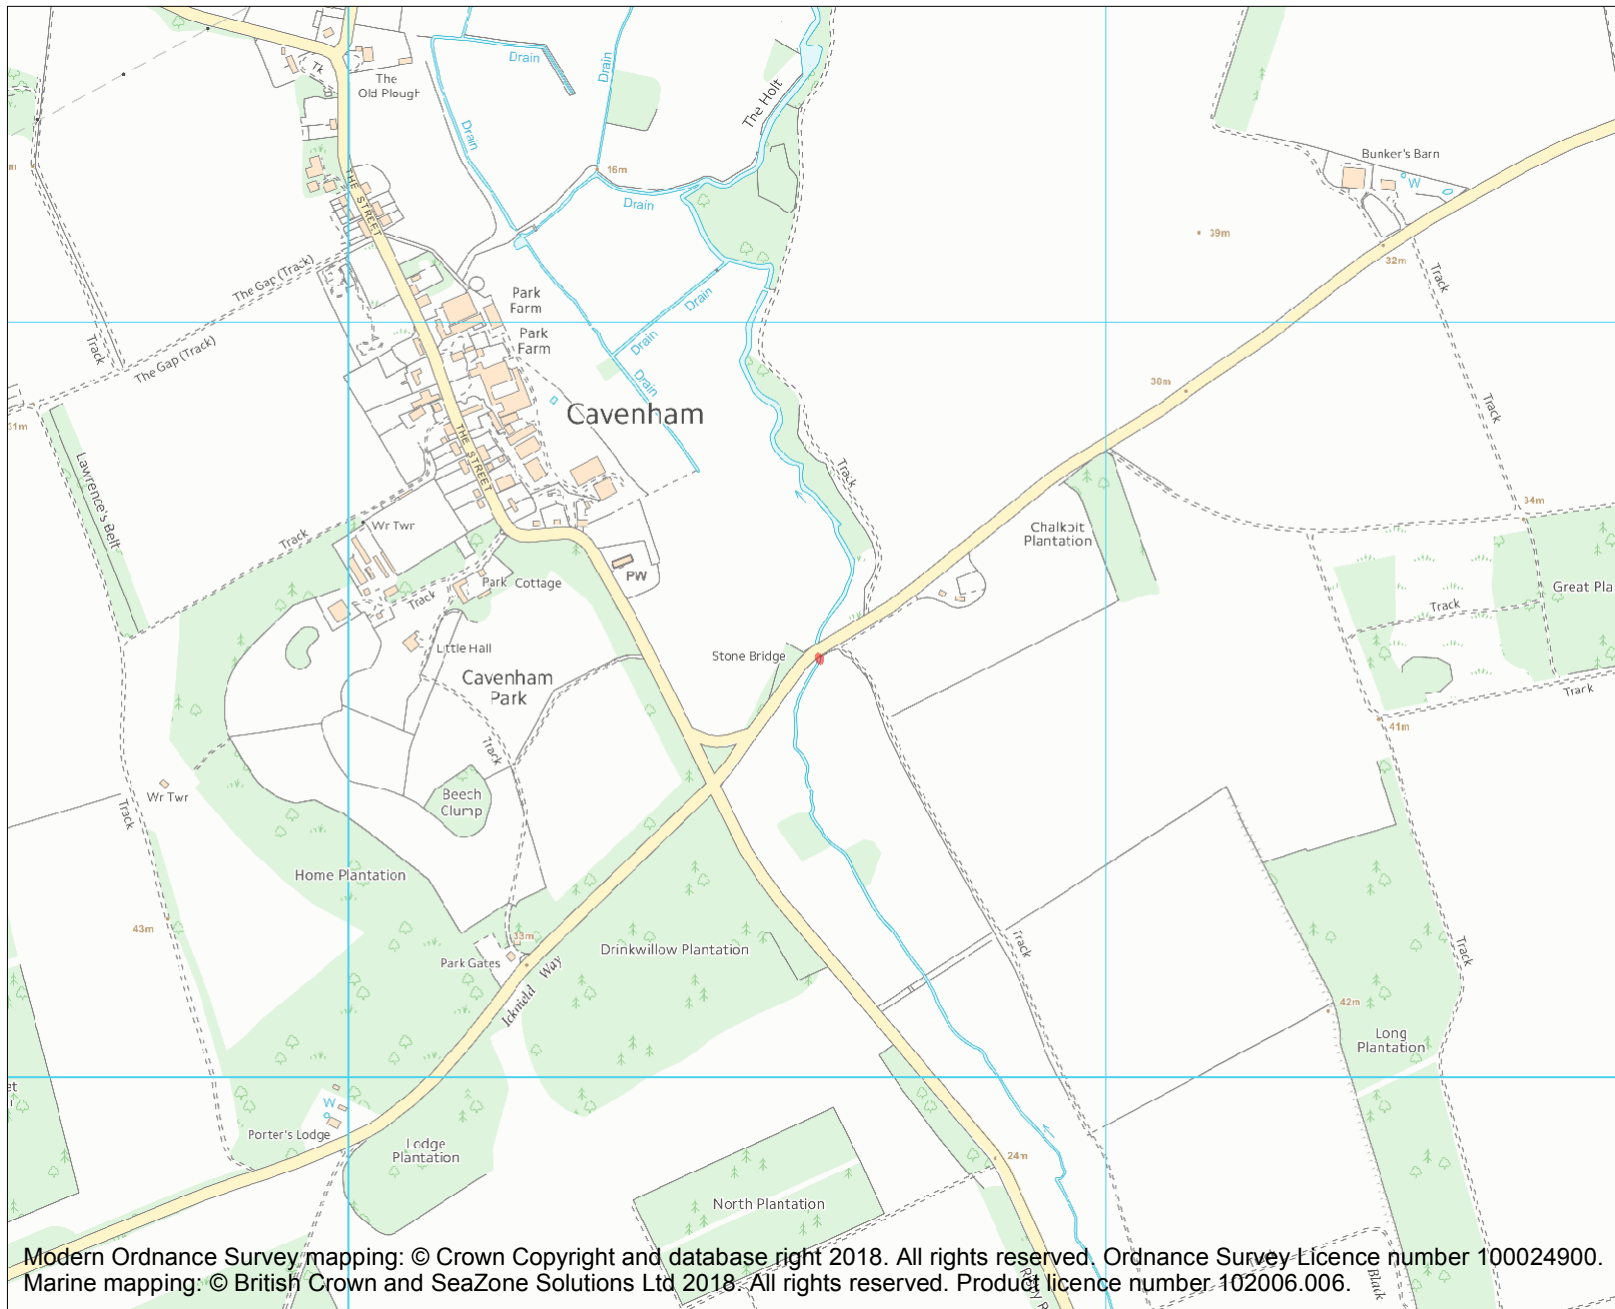 Tk
The
Old Plough
Drain
Drain
Drain
The Holt
16m
Drain
THE STREET
Bunker's Barn
W
39m
32m
Track
The Gap (Track)
Park
Farm
Park
Farm
Drain
Drain
Drain
Track
The Gap (Track)
30m
Track
Cavenham
THE STREET
Lawrence's Belt
Track
Track
Wr Twr
34m
Chalkpit
Plantation
PW
Park Cottage
Track
Great Pla
Track
Little Hall
Stone Bridge
Cavenham
Park
Track
Track
41m
Wr Twr
Track
Beech
Clump
Home Plantation
43m
33m
Park Gates
Icknield Way
Drinkwillow Plantation
Track
Track
42m
Long
Plantation
W
Porter's Lodge
Lodge
Plantation
24m
North Plantation
Black
Modern Ordnance Survey mapping: © Crown Copyright and database right 2018. All rights reserved. Ordnance Survey Licence number 100024900.
Marine mapping: © British Crown and SeaZone Solutions Ltd 2018. All rights reserved. Product licence number 102006.006.